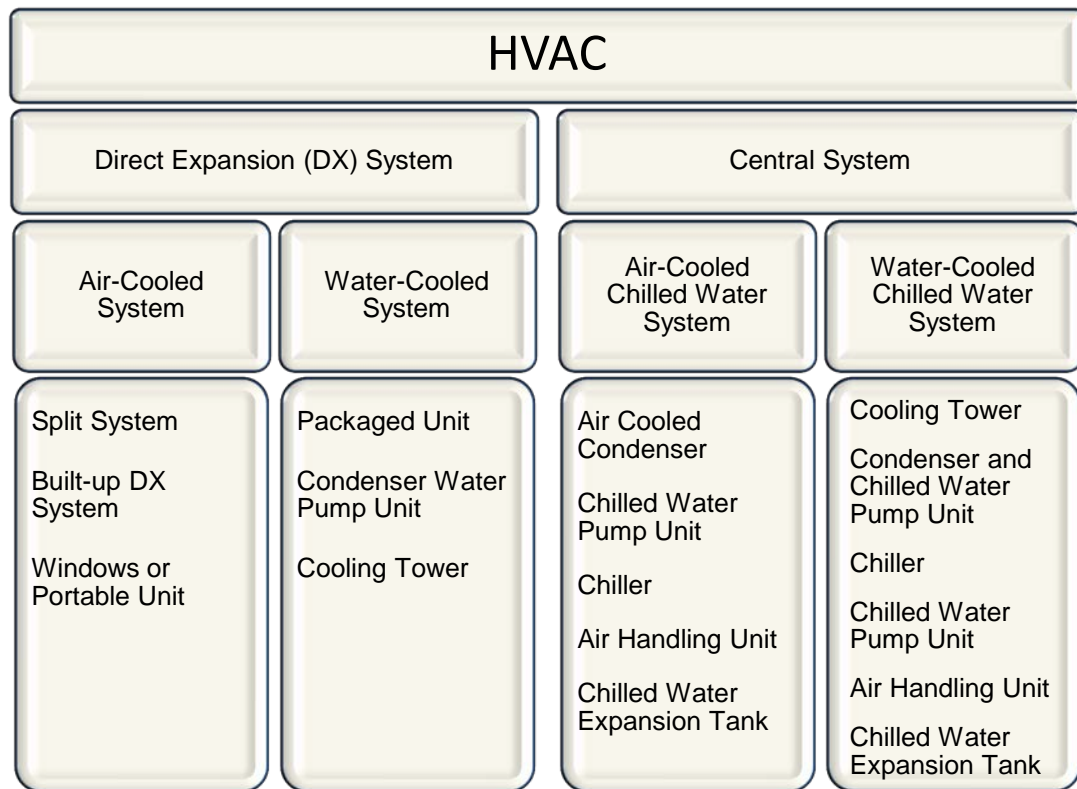 HVAC
Direct Expansion (DX) System
Central System
Air-Cooled
System
Water-Cooled
System
Air-Cooled
Chilled Water
System
Water-Cooled
Chilled Water
System
Split System
Built-up DX
System
Windows or
Portable Unit
Packaged Unit
Condenser Water
Pump Unit
Cooling Tower
Air Cooled
Condenser
Chilled Water
Pump Unit
Chiller
Air Handling Unit
Chilled Water
Expansion Tank
Cooling Tower
Condenser and
Chilled Water
Pump Unit
Chiller
Chilled Water
Pump Unit
Air Handling Unit
Chilled Water
Expansion Tank